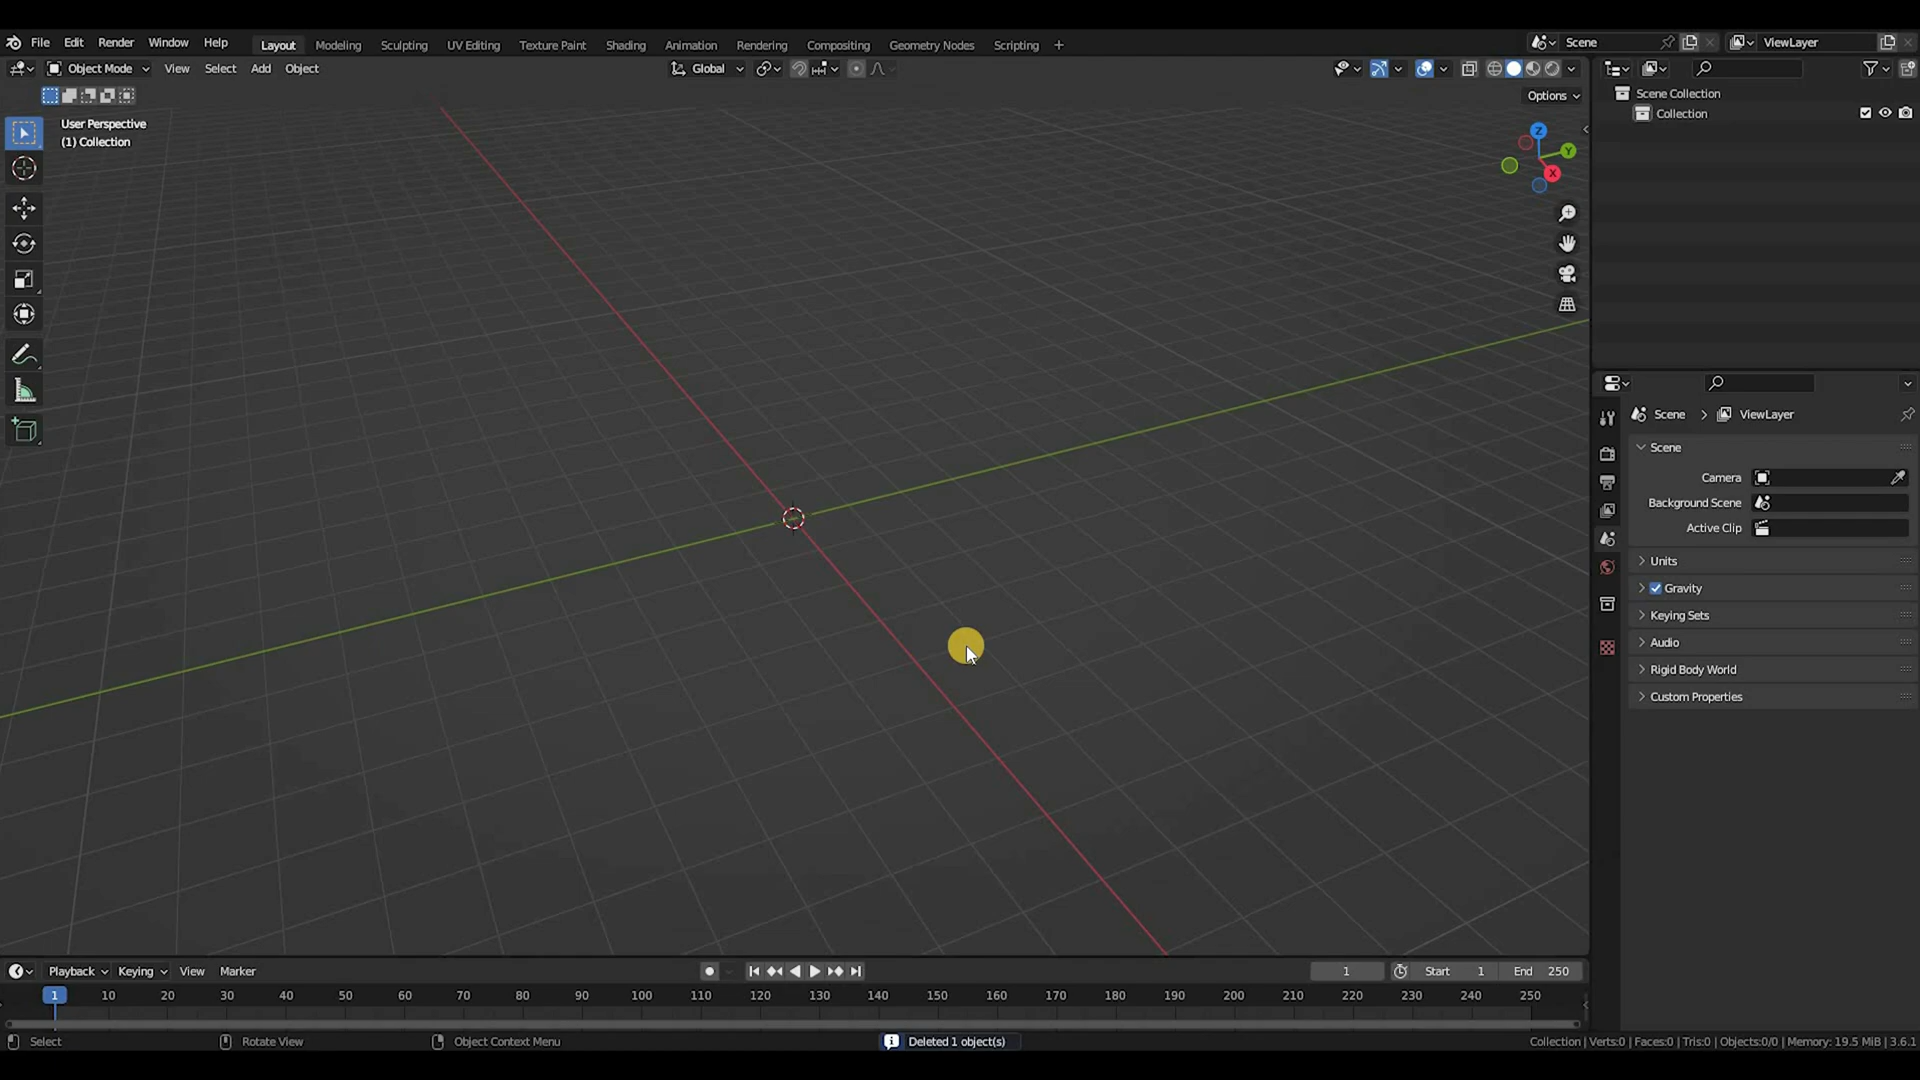 File Edit Render Window Help Layout Modeling Sculpting UV Editing Texture Paint Shading Animation Rendering Compositing Geometry Nodes Scripting + Scene ViewLayer
Object Mode View Select Add Object Global
Options
User Perspective
(1) Collection
Z
Y
X
Scene Collection
Collection
Scene > ViewLayer
Scene
Camera
Background Scene
Active Clip
Units
Gravity
Keying Sets
Audio
Rigid Body World
Custom Properties
Playback Keying View Marker 1 Start 1 End 250
1 10 20 30 40 50 60 70 80 90 100 110 120 130 140 150 160 170 180 190 200 210 220 230 240 250
Select Rotate View Object Context Menu Deleted 1 object(s) Collection | Verts:0 | Faces:0 | Tris:0 | Objects:0/0 | Memory: 19.5 MiB | 3.6.1